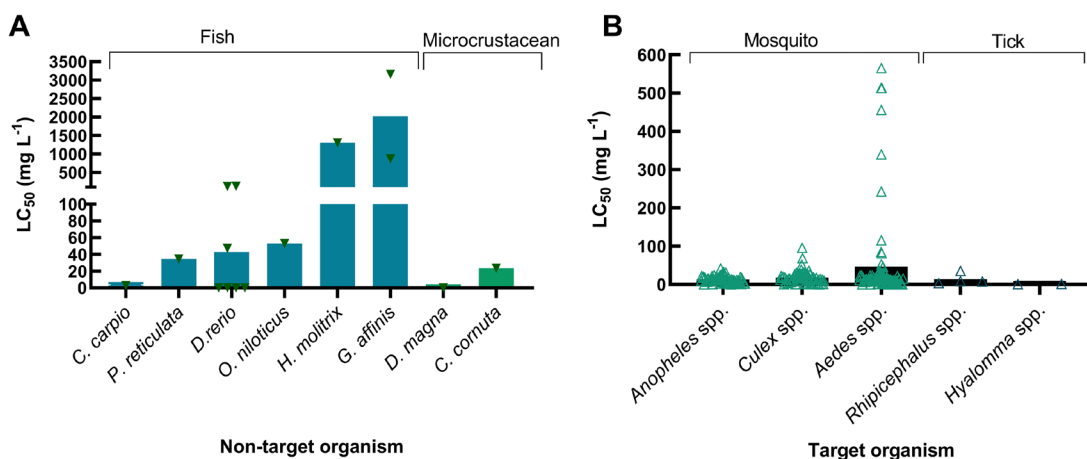 A
Fish
Microcrustacean
LC50 (mg L-1)
3500
3000
2500
2000
1500
1000
500
100
80
60
40
20
0
C. carpio
P. reticulata
D.rerio
O. niloticus
H. molitrix
G. affinis
D. magna
C. cornuta
Non-target organism
B
Mosquito
Tick
LC50 (mg L-1)
600
500
400
300
200
100
0
Anopheles spp.
Culex spp.
Aedes spp.
Rhipicephalus spp.
Hyalomma spp.
Target organism